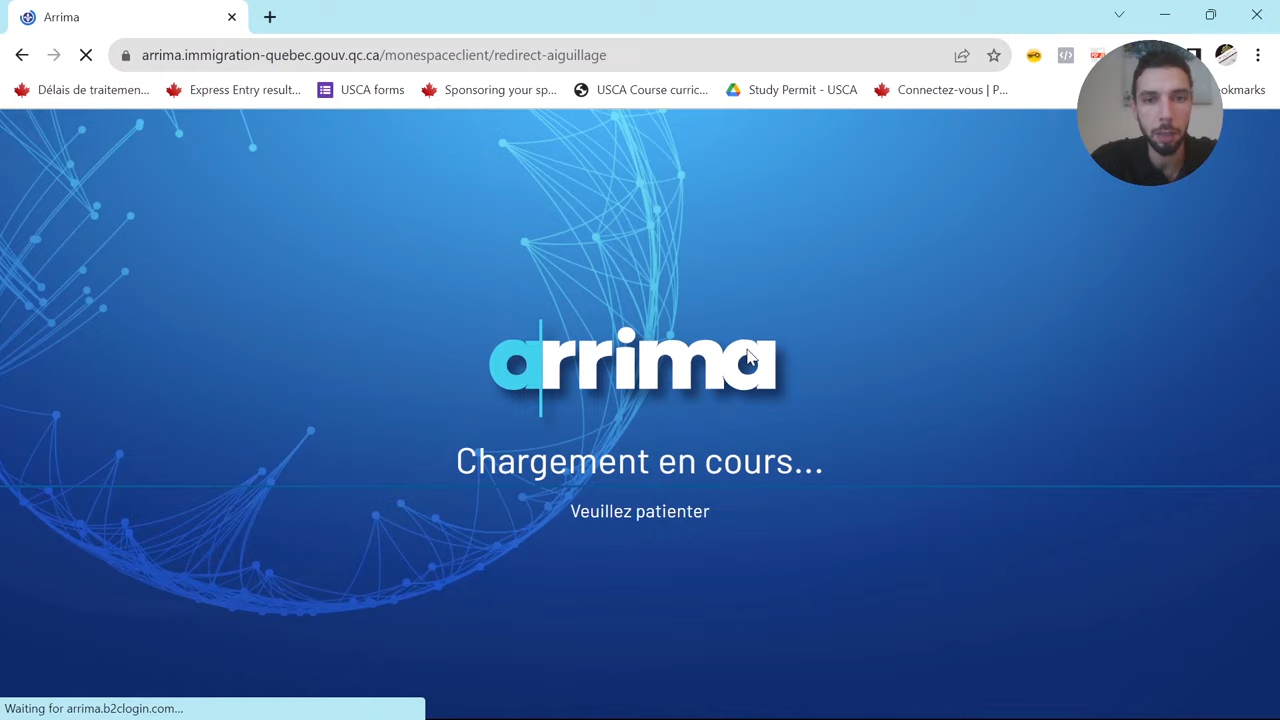 Arrima
arrima.immigration-quebec.gouv.qc.ca/monespaceclient/redirect-aiguillage
Délais de traitemen...
Express Entry result...
USCA forms
Sponsoring your sp...
USCA Course curric...
Study Permit - USCA
Connectez-vous | P...
arrima
Chargement en cours...
Veuillez patienter
Waiting for arrima.b2clogin.com...